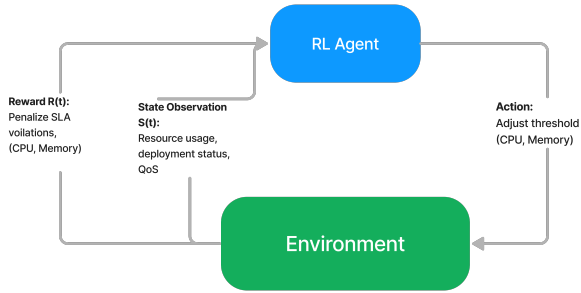 RL Agent
Reward R(t):
Penalize SLA
voilations,
(CPU, Memory)
State Observation
S(t):
Resource usage,
deployment status,
QoS
Action:
Adjust threshold
(CPU, Memory)
Environment